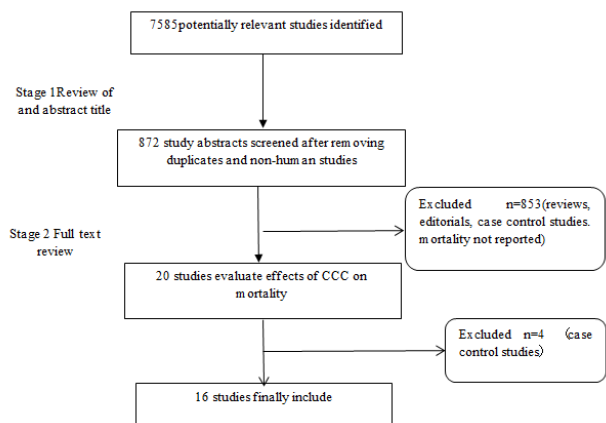 7585potentially relevant studies identified
Stage 1Review of
and abstract title
872 study abstracts screened after removing
duplicates and non-human studies
Excluded n=853(reviews,
editorials, case control studies.
mortality not reported)
Stage 2 Full text
review
20 studies evaluate effects of CCC on
mortality
Excluded n=4 (case
control studies)
16 studies finally include